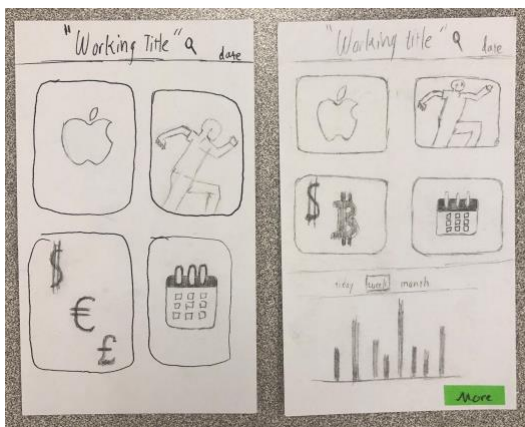 "Working Title" date
$
€
£
"Working title" date
$ ₿
today week month
More